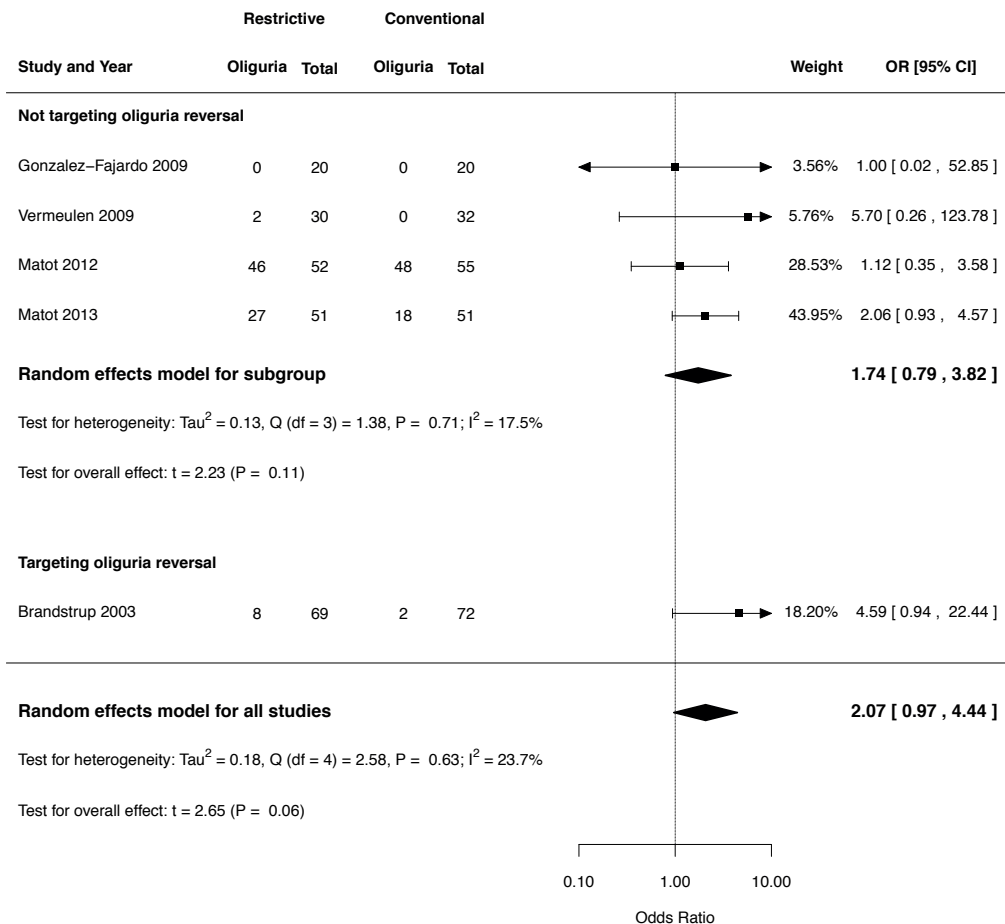 Restrictive Conventional
Study and Year Oliguria Total Oliguria Total Weight OR [95% CI]
Not targeting oliguria reversal
Gonzalez−Fajardo 2009 0 20 0 20 3.56% 1.00 [ 0.02 , 52.85 ]
Vermeulen 2009 2 30 0 32 5.76% 5.70 [ 0.26 , 123.78 ]
Matot 2012 46 52 48 55 28.53% 1.12 [ 0.35 , 3.58 ]
Matot 2013 27 51 18 51 43.95% 2.06 [ 0.93 , 4.57 ]
Random effects model for subgroup 1.74 [ 0.79 , 3.82 ]
Test for heterogeneity: Tau² = 0.13, Q (df = 3) = 1.38, P = 0.71; I² = 17.5%
Test for overall effect: t = 2.23 (P = 0.11)
Targeting oliguria reversal
Brandstrup 2003 8 69 2 72 18.20% 4.59 [ 0.94 , 22.44 ]
Random effects model for all studies 2.07 [ 0.97 , 4.44 ]
Test for heterogeneity: Tau² = 0.18, Q (df = 4) = 2.58, P = 0.63; I² = 23.7%
Test for overall effect: t = 2.65 (P = 0.06)
0.10 1.00 10.00
Odds Ratio